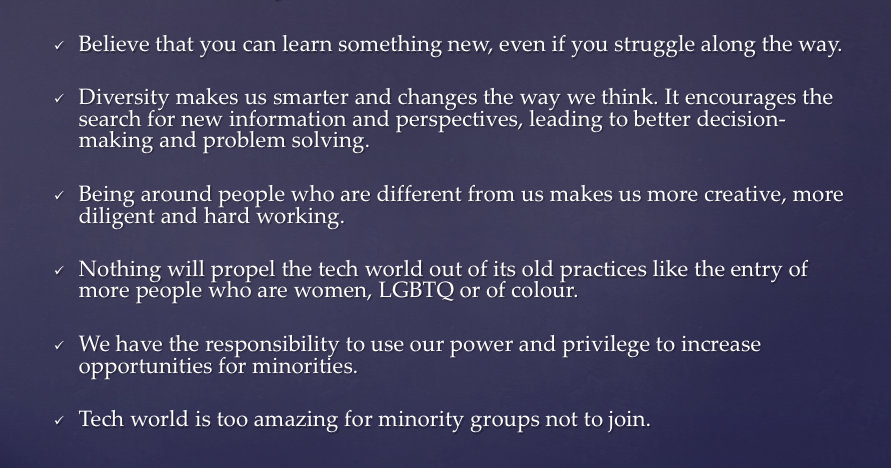 ✓ Believe that you can learn something new, even if you struggle along the way.
✓ Diversity makes us smarter and changes the way we think. It encourages the
search for new information and perspectives, leading to better decision-
making and problem solving.
✓ Being around people who are different from us makes us more creative, more
diligent and hard working.
✓ Nothing will propel the tech world out of its old practices like the entry of
more people who are women, LGBTQ or of colour.
✓ We have the responsibility to use our power and privilege to increase
opportunities for minorities.
✓ Tech world is too amazing for minority groups not to join.